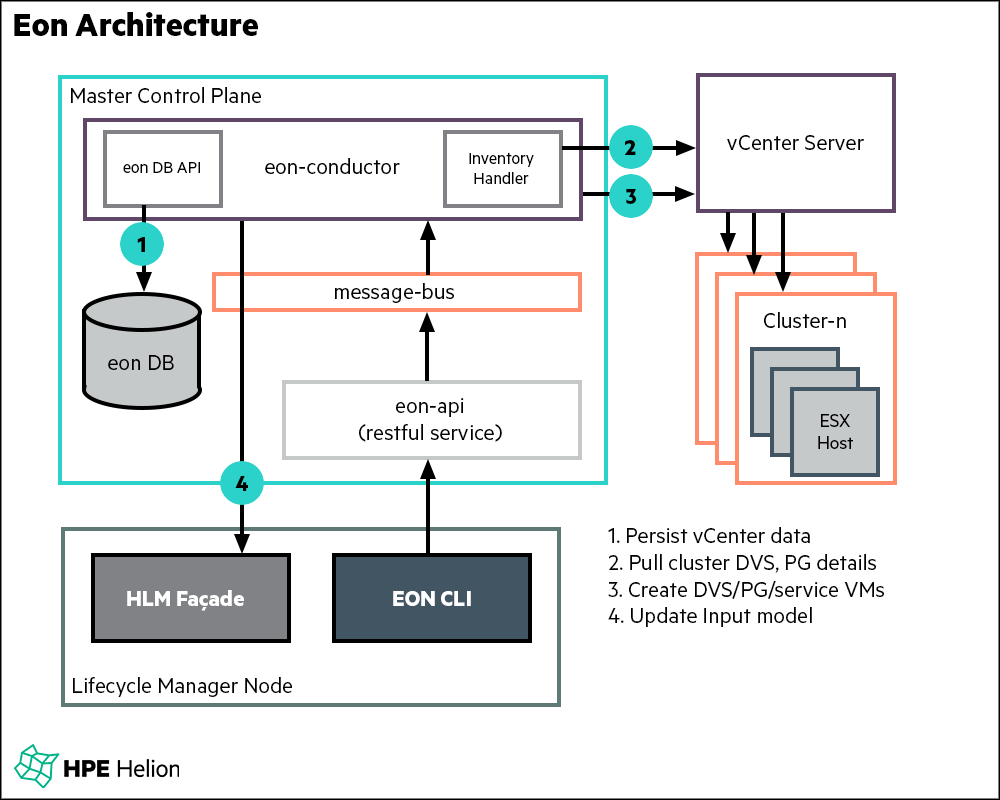 Eon Architecture
Master Control Plane
eon DB API
eon-conductor
Inventory
Handler
2
3
vCenter Server
1
message-bus
eon DB
Cluster-n
eon-api
(restful service)
ESX
Host
4
1. Persist vCenter data
2. Pull cluster DVS, PG details
3. Create DVS/PG/service VMs
4. Update Input model
HLM Façade
EON CLI
Lifecycle Manager Node
HPE Helion